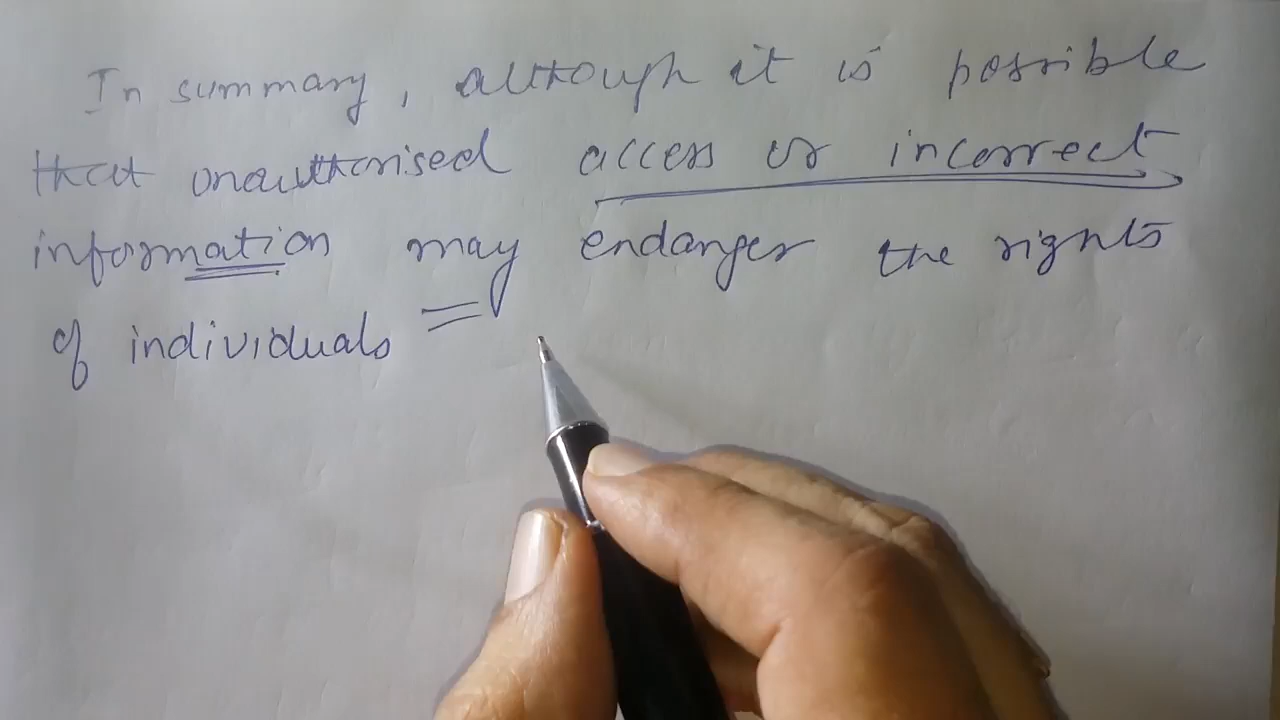 In summary, although it is possible
that unauthorised access or incorrect
information may endanger the rights
of individuals